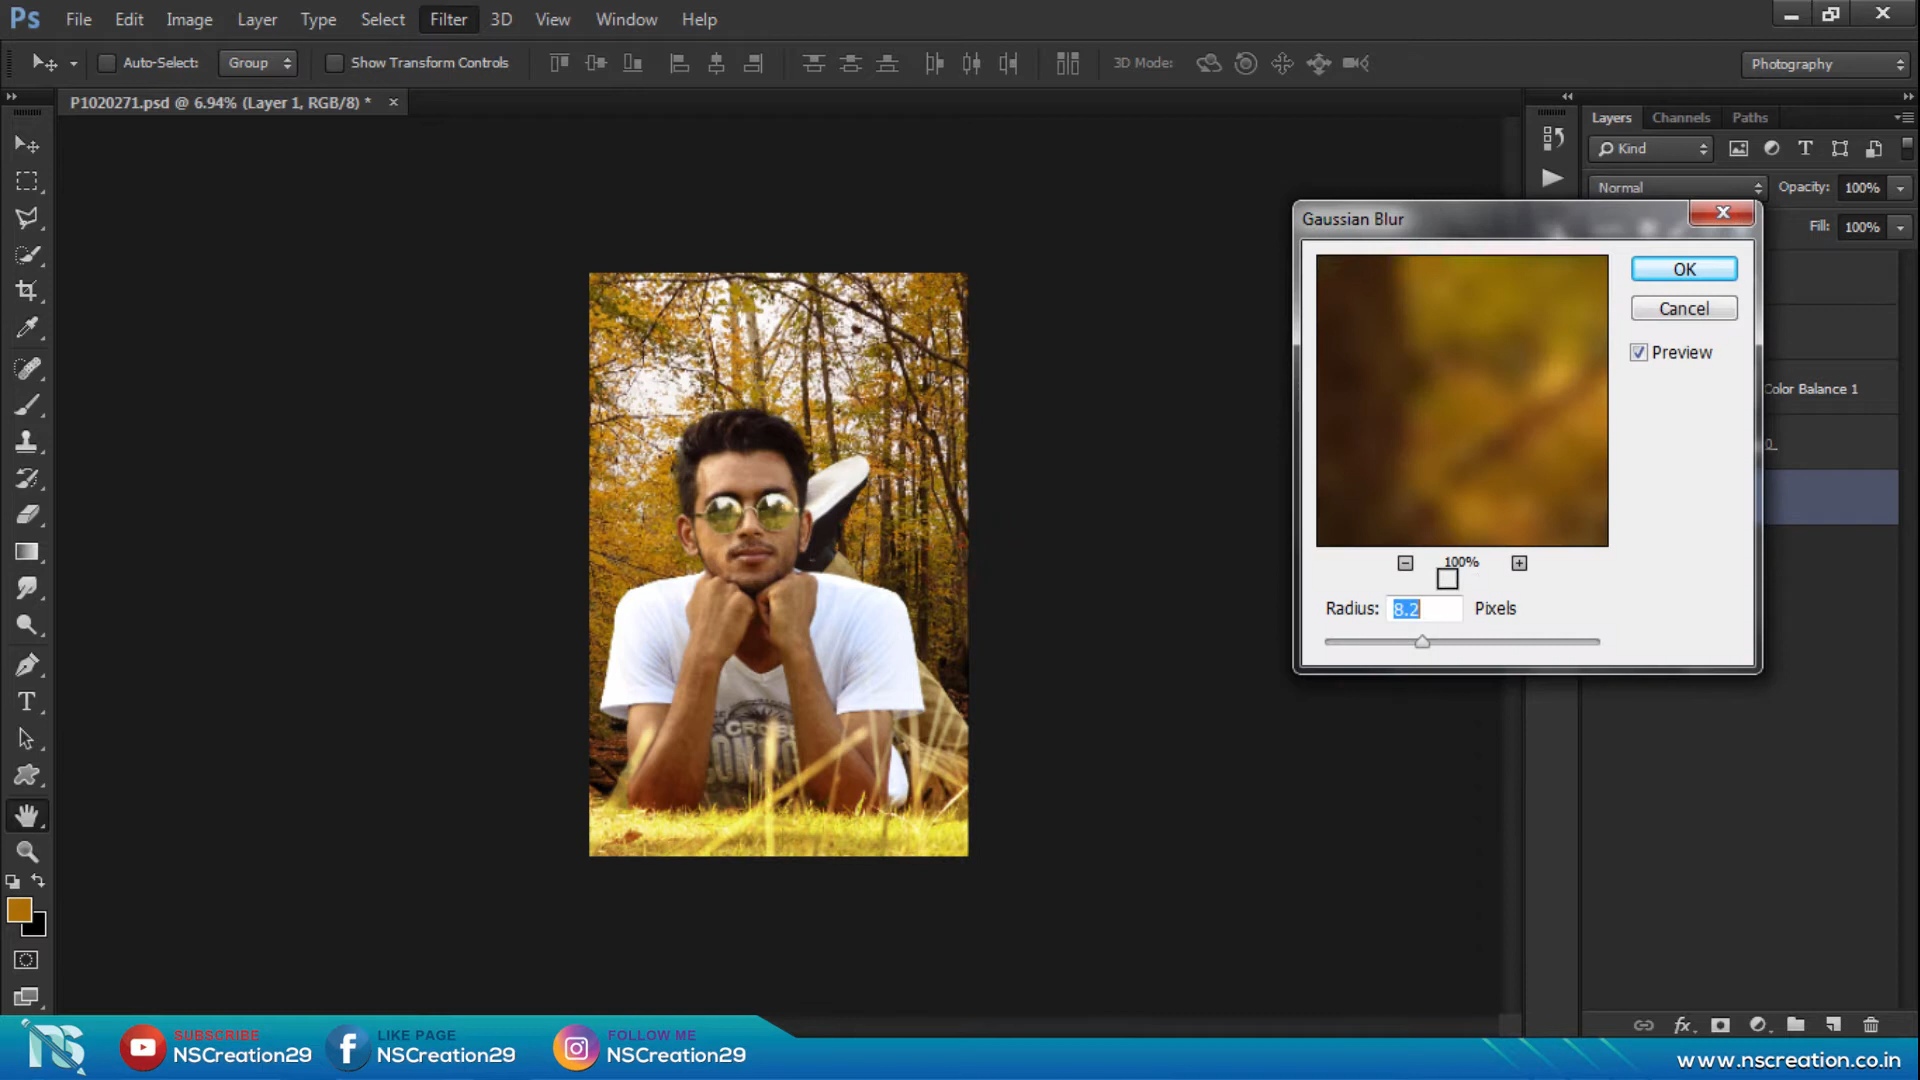 Ps File Edit Image Layer Type Select Filter 3D View Window Help
Auto-Select: Group Show Transform Controls 3D Mode: Photography
P1020271.psd @ 6.94% (Layer 1, RGB/8) * ×
Layers Channels Paths
Kind
Normal Opacity: 100%
Fill: 100%
Gaussian Blur
OK
Cancel
Preview
Color Balance 1
100%
Radius: 8.2 Pixels
CROSS
SUBSCRIBE
NSCreation29
LIKE PAGE
NSCreation29
FOLLOW ME
NSCreation29
www.nscreation.co.in